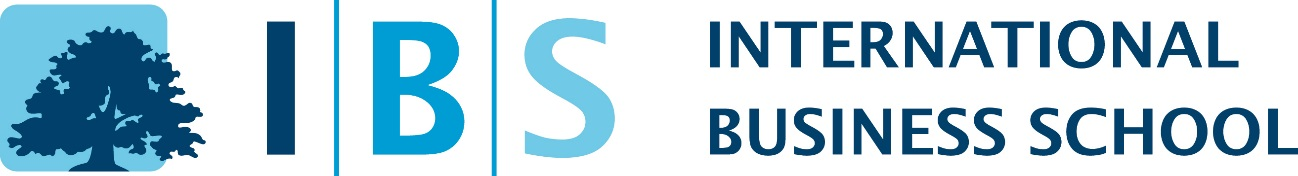 IBS
INTERNATIONAL
BUSINESS SCHOOL